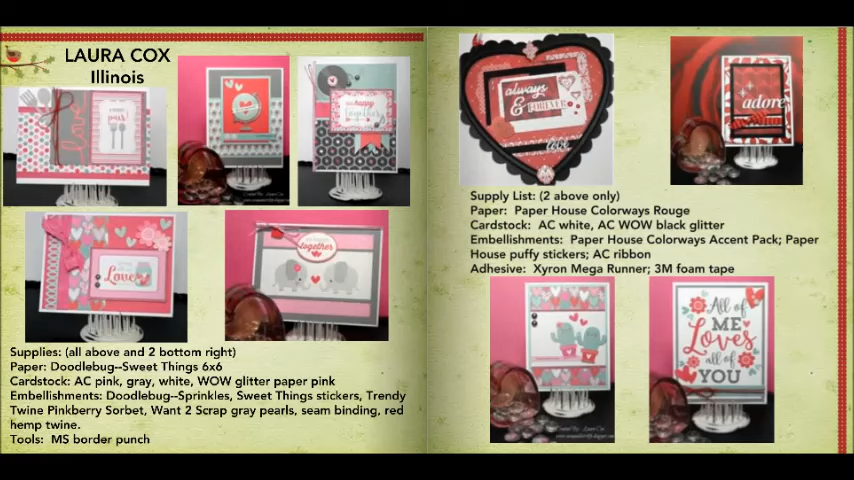 LAURA COX
Illinois
love
pair!
happy
together
Love
together
Supplies: (all above and 2 bottom right)
Paper: Doodlebug--Sweet Things 6x6
Cardstock: AC pink, gray, white, WOW glitter paper pink
Embellishments: Doodlebug--Sprinkles, Sweet Things stickers, Trendy
Twine Pinkberry Sorbet, Want 2 Scrap gray pearls, seam binding, red
hemp twine.
Tools: MS border punch
always
& FOREVER
love
adore
Supply List: (2 above only)
Paper: Paper House Colorways Rouge
Cardstock: AC white, AC WOW black glitter
Embellishments: Paper House Colorways Accent Pack; Paper
House puffy stickers; AC ribbon
Adhesive: Xyron Mega Runner; 3M foam tape
All of
ME
Loves
all of
YOU